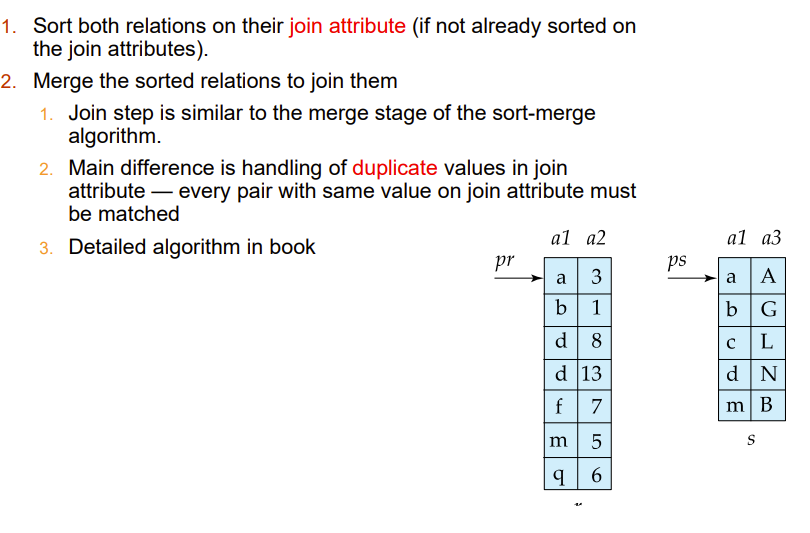 1. Sort both relations on their join attribute (if not already sorted on
the join attributes).
2. Merge the sorted relations to join them
1. Join step is similar to the merge stage of the sort-merge
algorithm.
2. Main difference is handling of duplicate values in join
attribute — every pair with same value on join attribute must
be matched
3. Detailed algorithm in book
pr
a1 a2
a 3
b 1
d 8
d 13
f 7
m 5
q 6
ps
a1 a3
a A
b G
c L
d N
m B
s